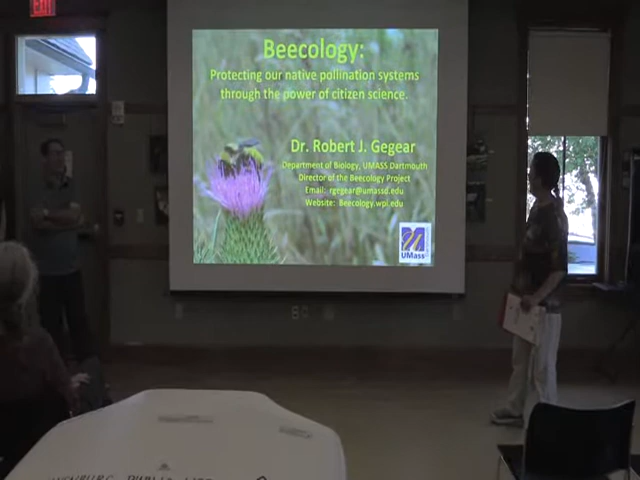 EXIT
Beecology:
Protecting our native pollination systems
through the power of citizen science.
Dr. Robert J. Gegear
Department of Biology, UMASS Dartmouth
Director of the Beecology Project
Email: rgegear@umassd.edu
Website: Beecology.wpi.edu
UMass